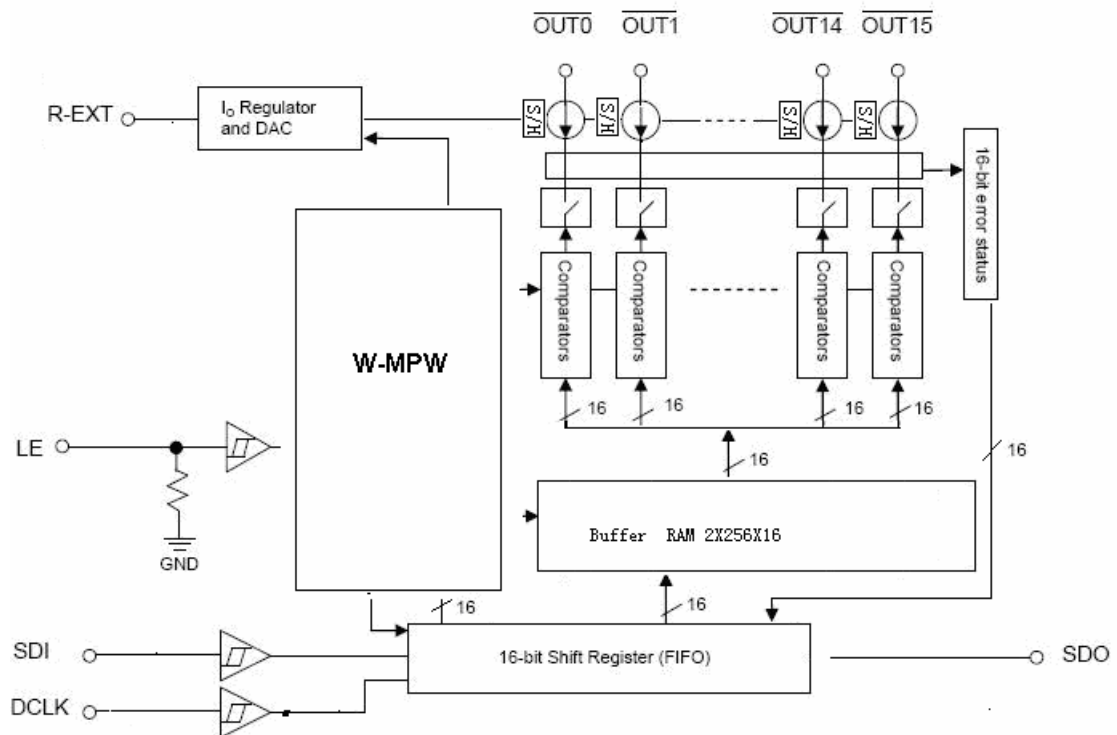 OUT0 OUT1 OUT14 OUT15
R-EXT
I_O Regulator
and DAC
S/H S/H S/H S/H
16-bit error status
Comparators Comparators Comparators Comparators
W-MPW
16 16 16 16
LE
16
16
Buffer RAM 2X256X16
GND
16
16
SDI
16-bit Shift Register (FIFO)
SDO
DCLK